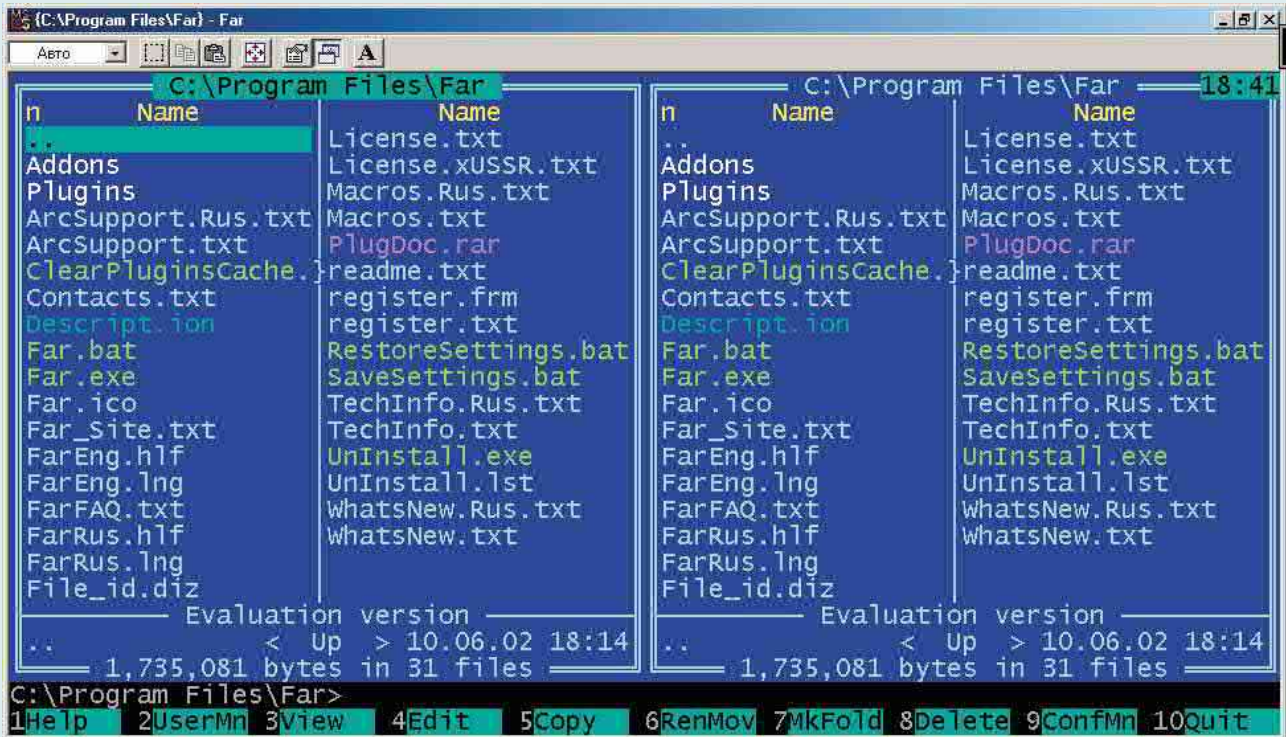 {C:\Program Files\Far} - Far
Авто A
C:\Program Files\Far C:\Program Files\Far 18:41
n Name Name n Name Name
.. License.txt .. License.txt
Addons License.xUSSR.txt Addons License.xUSSR.txt
Plugins Macros.Rus.txt Plugins Macros.Rus.txt
ArcSupport.Rus.txt Macros.txt ArcSupport.Rus.txt Macros.txt
ArcSupport.txt PlugDoc.rar ArcSupport.txt PlugDoc.rar
ClearPluginsCache.}readme.txt ClearPluginsCache.}readme.txt
Contacts.txt register.frm Contacts.txt register.frm
Descript.ion register.txt Descript.ion register.txt
Far.bat RestoreSettings.bat Far.bat RestoreSettings.bat
Far.exe SaveSettings.bat Far.exe SaveSettings.bat
Far.ico TechInfo.Rus.txt Far.ico TechInfo.Rus.txt
Far_Site.txt TechInfo.txt Far_Site.txt TechInfo.txt
FarEng.hlf UnInstall.exe FarEng.hlf UnInstall.exe
FarEng.lng UnInstall.lst FarEng.lng UnInstall.lst
FarFAQ.txt WhatsNew.Rus.txt FarFAQ.txt WhatsNew.Rus.txt
FarRus.hlf WhatsNew.txt FarRus.hlf WhatsNew.txt
FarRus.lng FarRus.lng
File_id.diz File_id.diz
Evaluation version Evaluation version
.. < Up > 10.06.02 18:14 .. < Up > 10.06.02 18:14
1,735,081 bytes in 31 files 1,735,081 bytes in 31 files
C:\Program Files\Far>
1Help 2UserMn 3View 4Edit 5Copy 6RenMov 7MkFold 8Delete 9ConfMn 10Quit